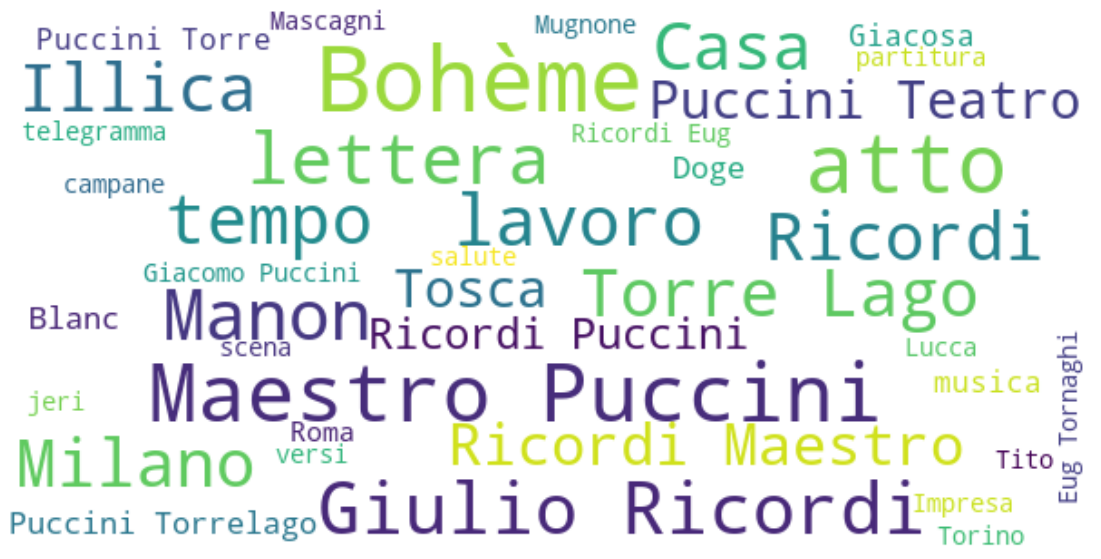 Mascagni
Mugnone
Puccini Torre
Bohème
Casa
Giacosa
partitura
Illica
Puccini Teatro
telegramma
lettera
Ricordi Eug
atto
Doge
campane
tempo
lavoro
Ricordi
salute
Giacomo Puccini
Tosca
Torre Lago
Manon
Blanc
Ricordi Puccini
scena
Lucca
Eug Tornaghi
Maestro Puccini
musica
jeri
Roma
Ricordi Maestro
versi
Milano
Tito
Giulio Ricordi
Impresa
Puccini Torrelago
Torino